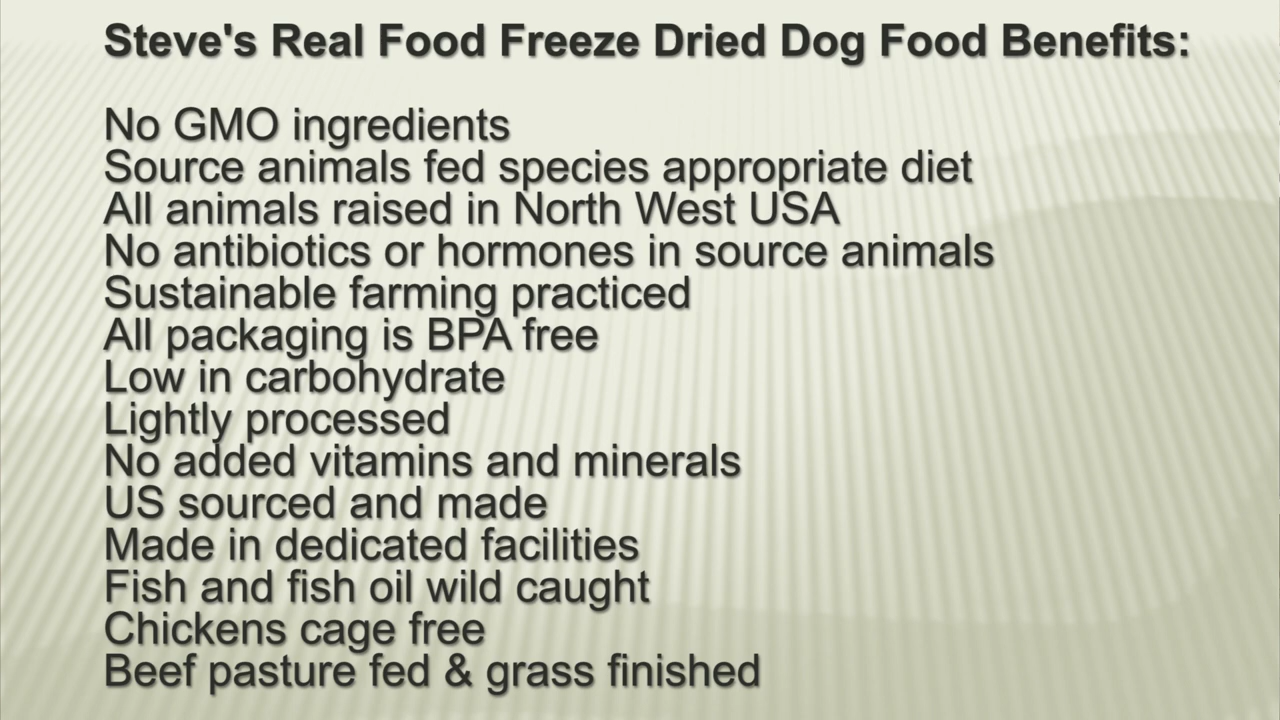 Steve's Real Food Freeze Dried Dog Food Benefits:
No GMO ingredients
Source animals fed species appropriate diet
All animals raised in North West USA
No antibiotics or hormones in source animals
Sustainable farming practiced
All packaging is BPA free
Low in carbohydrate
Lightly processed
No added vitamins and minerals
US sourced and made
Made in dedicated facilities
Fish and fish oil wild caught
Chickens cage free
Beef pasture fed & grass finished